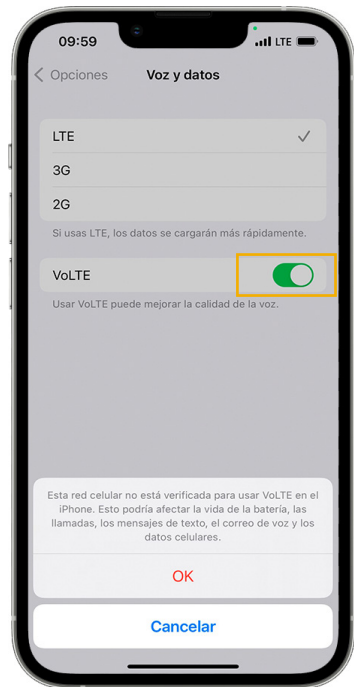 09:59
LTE
Opciones
Voz y datos
LTE
3G
2G
Si usas LTE, los datos se cargarán más rápidamente.
VoLTE
Usar VoLTE puede mejorar la calidad de la voz.
Esta red celular no está verificada para usar VoLTE en el
iPhone. Esto podría afectar la vida de la batería, las
llamadas, los mensajes de texto, el correo de voz y los
datos celulares.
OK
Cancelar